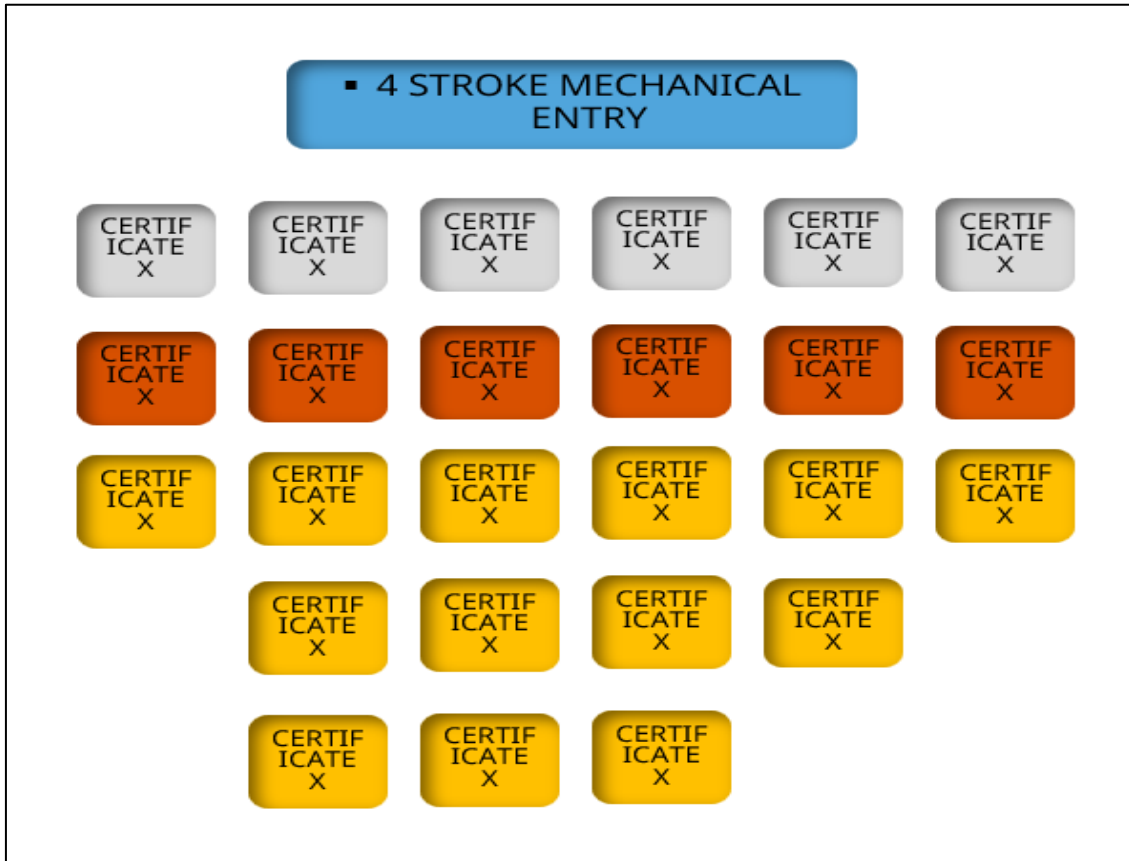 ▪ 4 STROKE MECHANICAL
ENTRY
CERTIF
ICATE
X
CERTIF
ICATE
X
CERTIF
ICATE
X
CERTIF
ICATE
X
CERTIF
ICATE
X
CERTIF
ICATE
X
CERTIF
ICATE
X
CERTIF
ICATE
X
CERTIF
ICATE
X
CERTIF
ICATE
X
CERTIF
ICATE
X
CERTIF
ICATE
X
CERTIF
ICATE
X
CERTIF
ICATE
X
CERTIF
ICATE
X
CERTIF
ICATE
X
CERTIF
ICATE
X
CERTIF
ICATE
X
CERTIF
ICATE
X
CERTIF
ICATE
X
CERTIF
ICATE
X
CERTIF
ICATE
X
CERTIF
ICATE
X
CERTIF
ICATE
X
CERTIF
ICATE
X